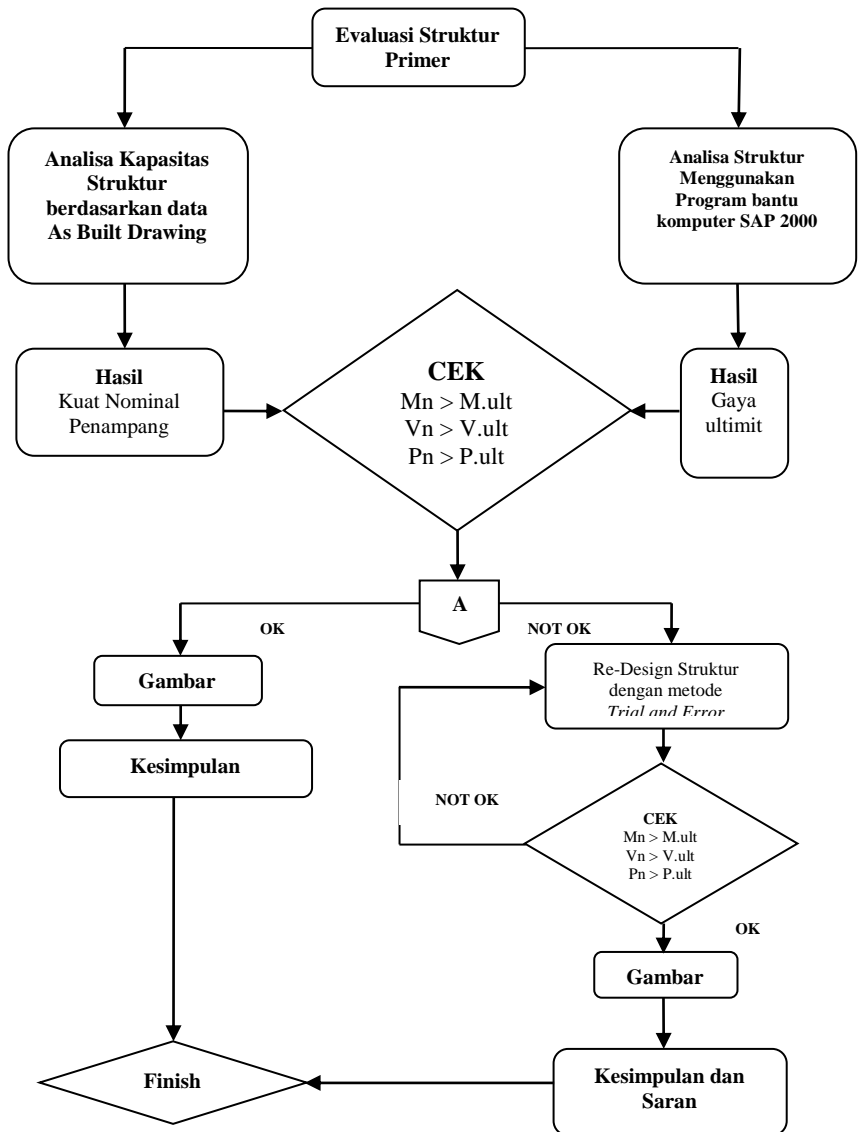 Evaluasi Struktur
Primer
Analisa Kapasitas
Struktur
berdasarkan data
As Built Drawing
Analisa Struktur
Menggunakan
Program bantu
komputer SAP 2000
Hasil
Kuat Nominal
Penampang
CEK
Mn > M.ult
Vn > V.ult
Pn > P.ult
Hasil
Gaya
ultimit
A
OK
NOT OK
Gambar
Re-Design Struktur
dengan metode
Trial and Error
Kesimpulan
NOT OK
CEK
Mn > M.ult
Vn > V.ult
Pn > P.ult
OK
Gambar
Finish
Kesimpulan dan
Saran